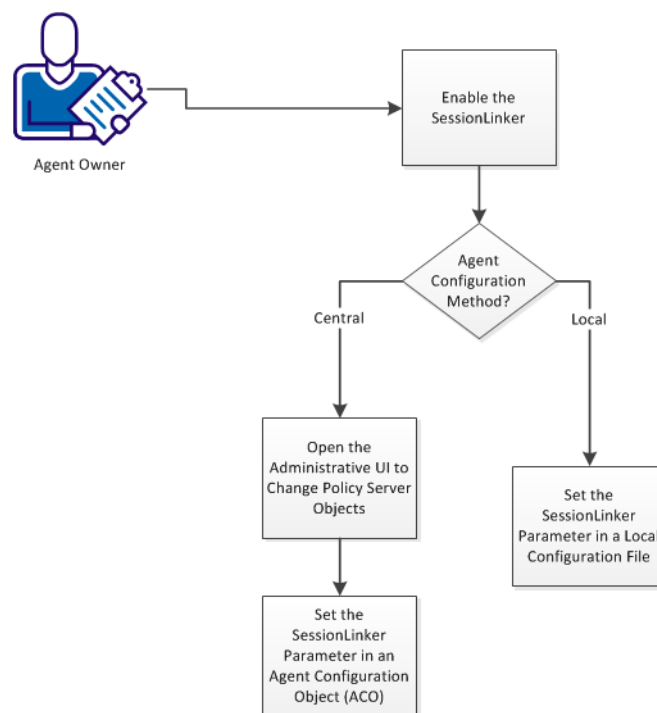 Enable the
SessionLinker
Agent Owner
Agent
Configuration
Method?
Central
Local
Open the
Administrative UI to
Change Policy Server
Objects
Set the
SessionLinker
Parameter in a Local
Configuration File
Set the
SessionLinker
Parameter in an
Agent Configuration
Object (ACO)